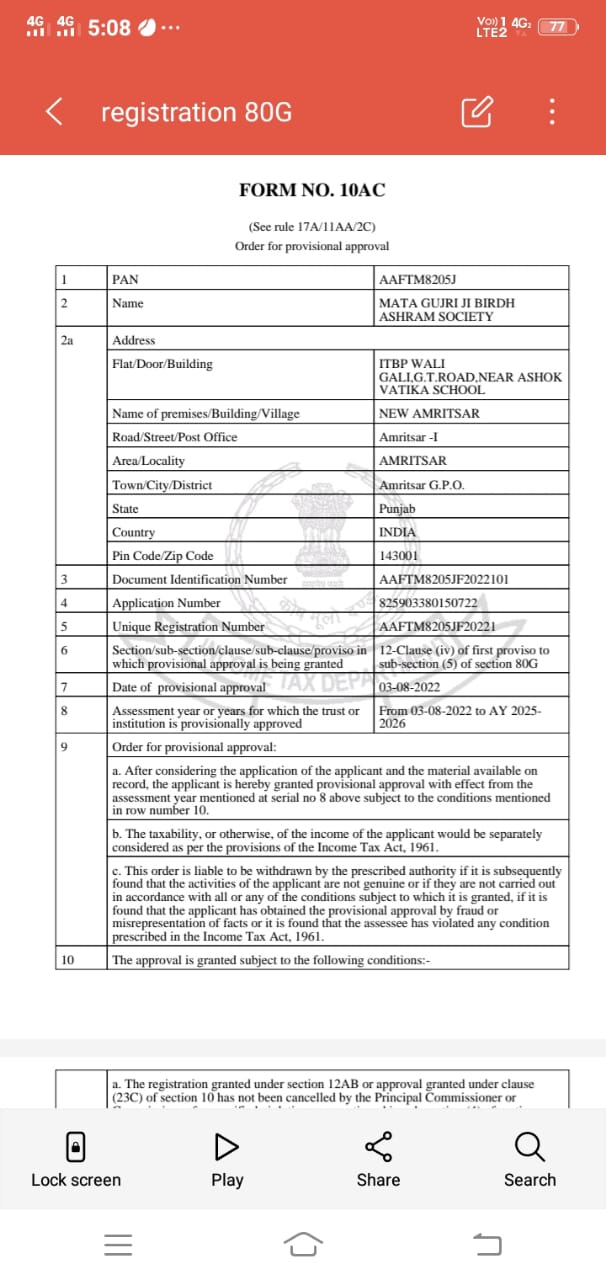 4G 4G 5:08 ... Vo)) 1 4G2 LTE2 77
registration 80G
FORM NO. 10AC
(See rule 17A/11AA/2C)
Order for provisional approval
1 PAN AAFTM8205J
2 Name MATA GUJRI JI BIRDH
ASHRAM SOCIETY
2a Address
Flat/Door/Building ITBP WALI
GALI,G.T.ROAD,NEAR ASHOK
VATIKA SCHOOL
Name of premises/Building/Village NEW AMRITSAR
Road/Street/Post Office Amritsar -I
Area/Locality AMRITSAR
Town/City/District Amritsar G.P.O.
State Punjab
Country INDIA
Pin Code/Zip Code 143001
3 Document Identification Number AAFTM8205JF2022101
4 Application Number 825903380150722
5 Unique Registration Number AAFTM8205JF20221
6 Section/sub-section/clause/sub-clause/proviso in 12-Clause (iv) of first proviso to
which provisional approval is being granted sub-section (5) of section 80G
7 Date of provisional approval 03-08-2022
8 Assessment year or years for which the trust or From 03-08-2022 to AY 2025-
institution is provisionally approved 2026
9 Order for provisional approval:
a. After considering the application of the applicant and the material available on
record, the applicant is hereby granted provisional approval with effect from the
assessment year mentioned at serial no 8 above subject to the conditions mentioned
in row number 10.
b. The taxability, or otherwise, of the income of the applicant would be separately
considered as per the provisions of the Income Tax Act, 1961.
c. This order is liable to be withdrawn by the prescribed authority if it is subsequently
found that the activities of the applicant are not genuine or if they are not carried out
in accordance with all or any of the conditions subject to which it is granted, if it is
found that the applicant has obtained the provisional approval by fraud or
misrepresentation of facts or it is found that the assessee has violated any condition
prescribed in the Income Tax Act, 1961.
10 The approval is granted subject to the following conditions:-
a. The registration granted under section 12AB or approval granted under clause
(23C) of section 10 has not been cancelled by the Principal Commissioner or
Lock screen Play Share Search